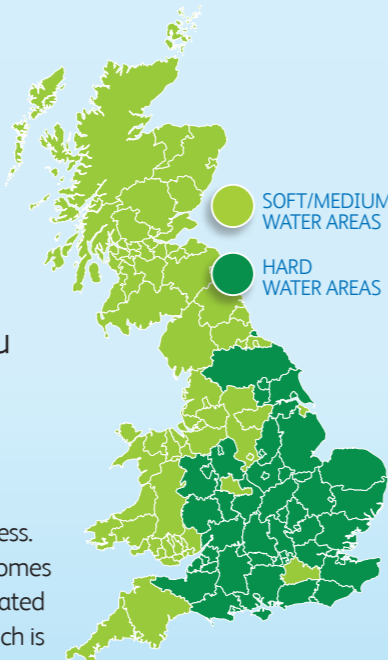 SOFT/MEDIUM
WATER AREAS
HARD
WATER AREAS
u
ess.
omes
ated
ch is